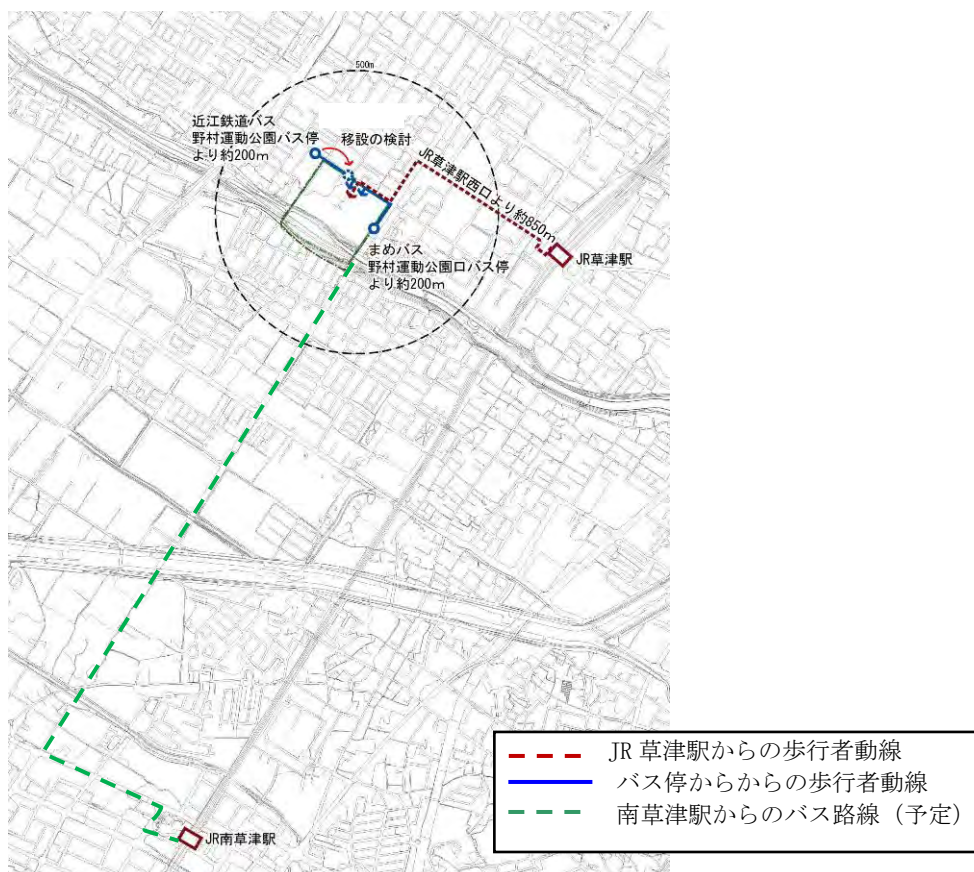 500m
近江鉄道バス
野村運動公園バス停
より約200m
移設の検討
JR草津駅西口より約850m
JR草津駅
まめバス
野村運動公園口バス停
より約200m
JR南草津駅
JR 草津駅からの歩行者動線
バス停からからの歩行者動線
南草津駅からのバス路線（予定）